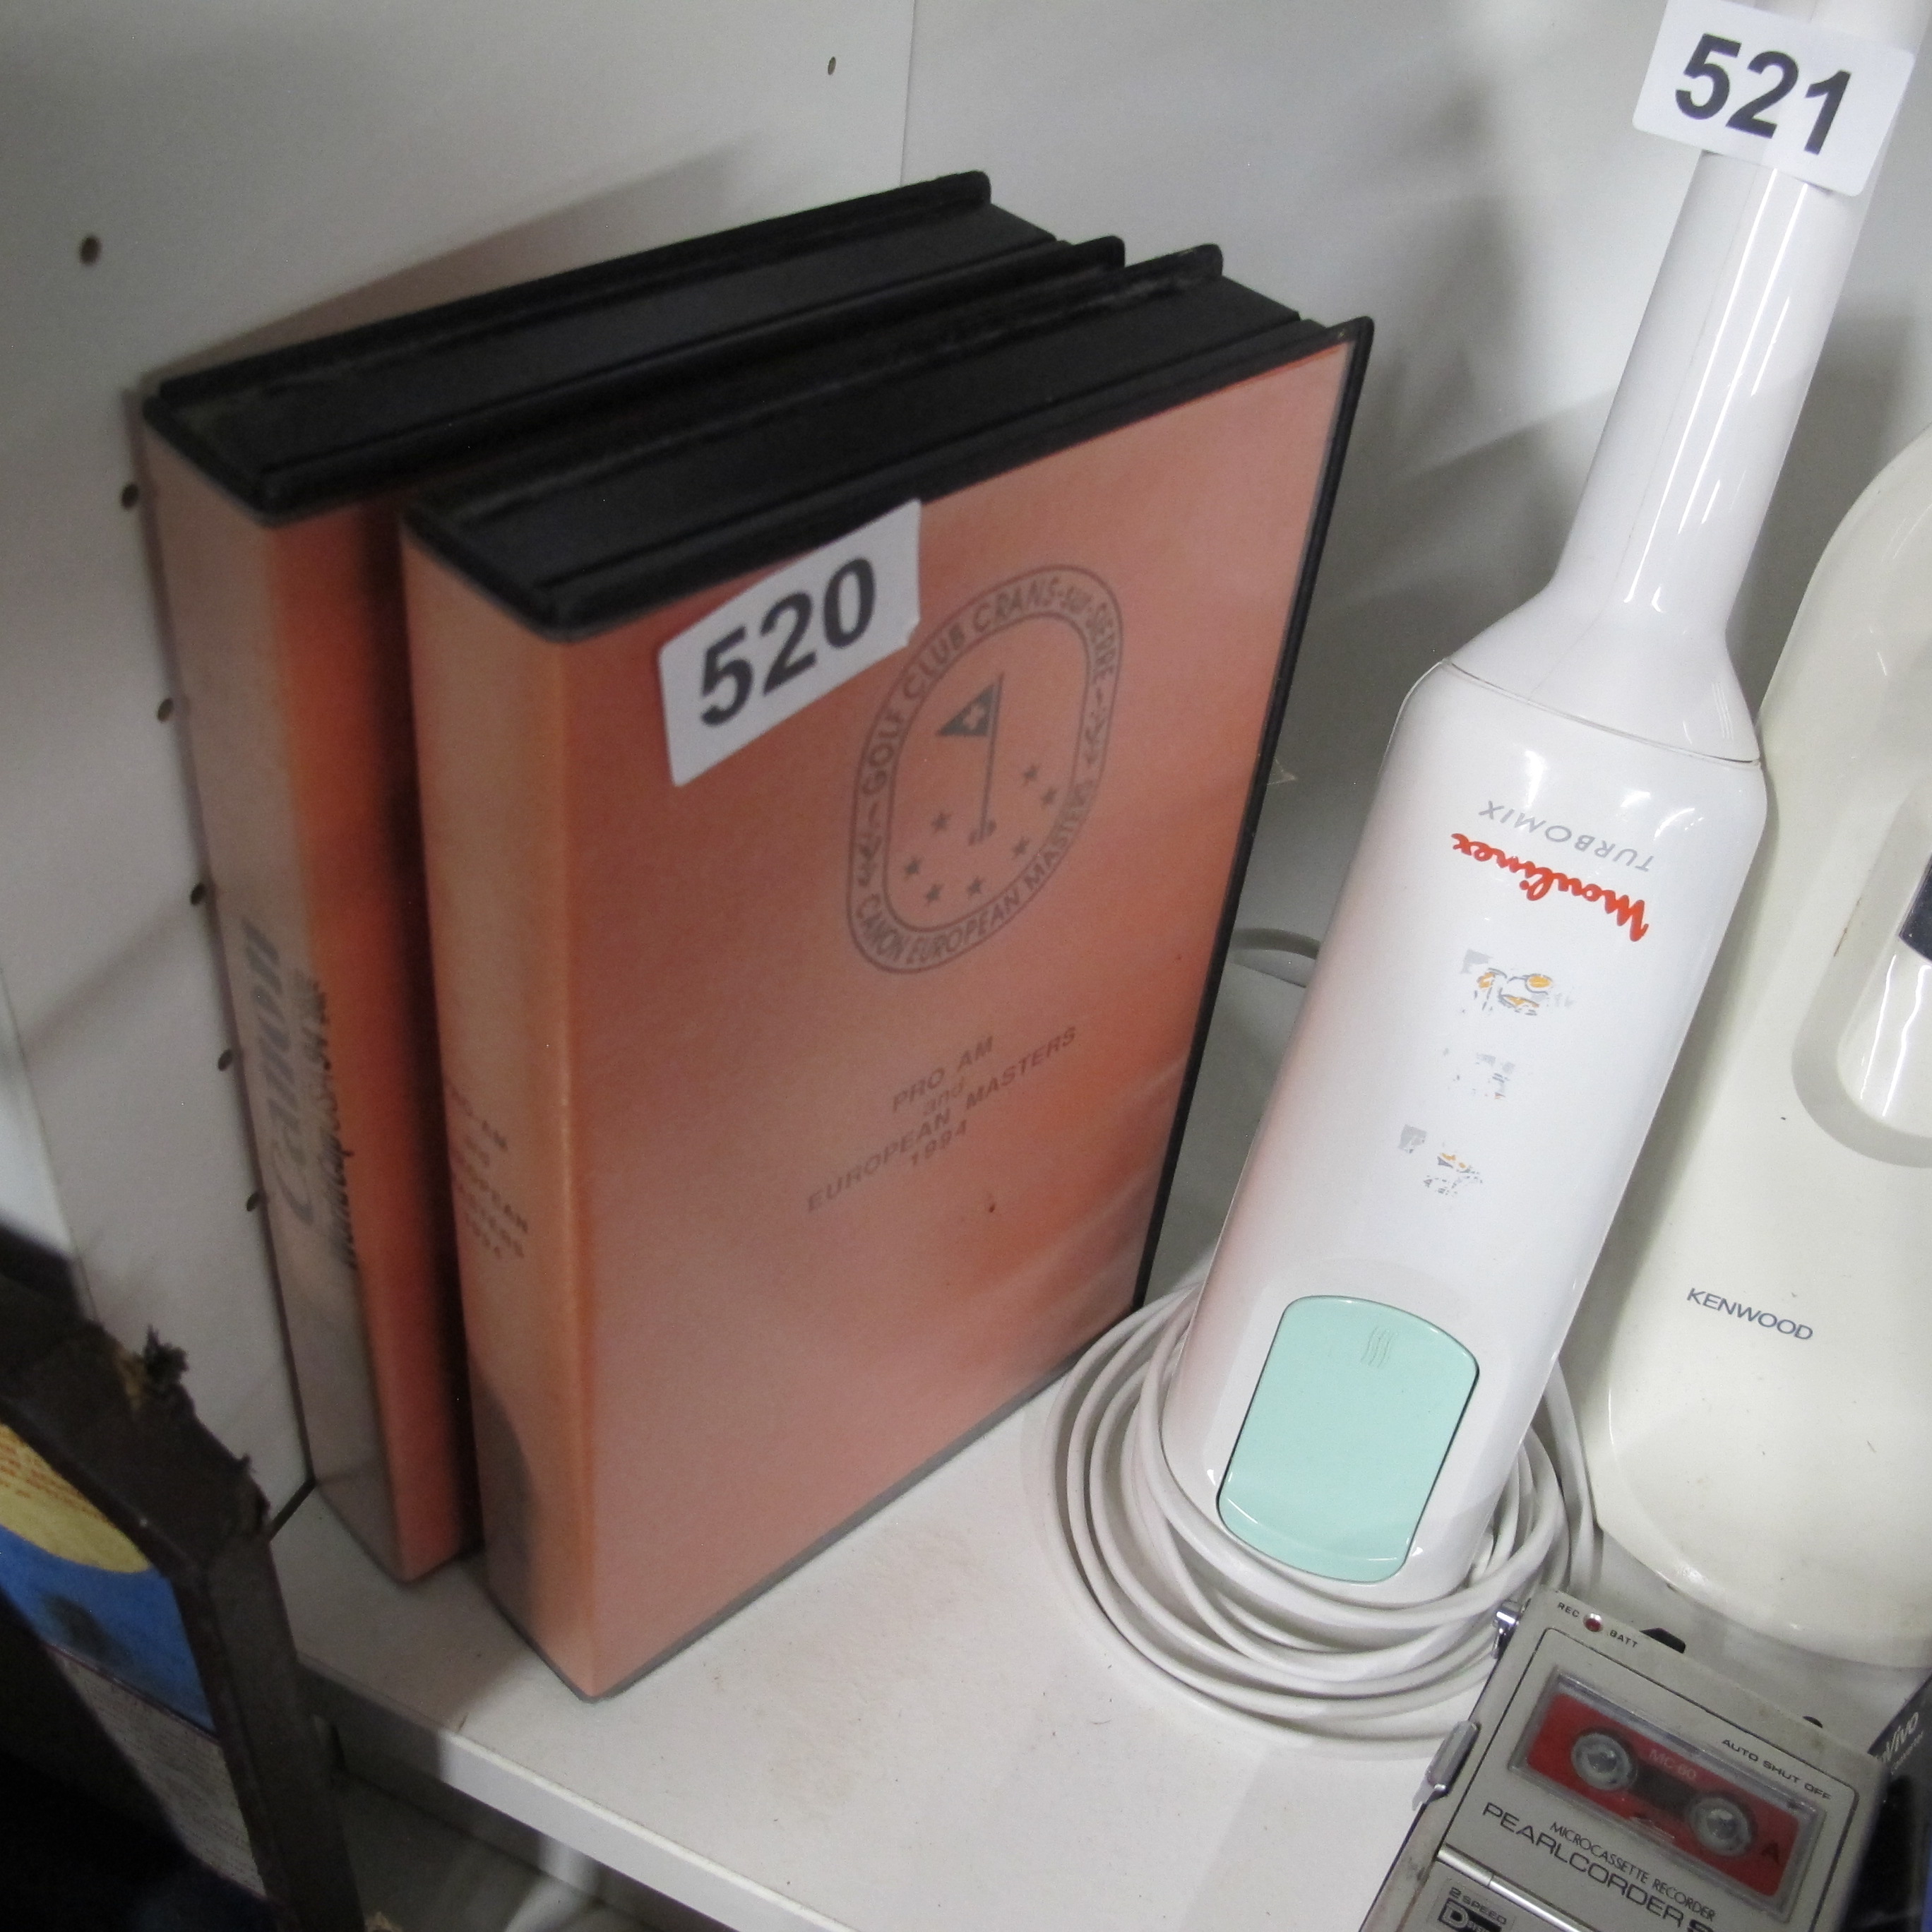 521
520
GOLF CLUB CRANS-sur-SIERRE
CANON EUROPEAN MASTERS
PRO AM
and
EUROPEAN MASTERS
1994
Canon
TURBOMIX
Moulinex
KENWOOD
REC
BATT
AUTO SHUT OFF
MC-60
A
MICROCASSETTE RECORDER
PEARLCORDER
2 SPEED